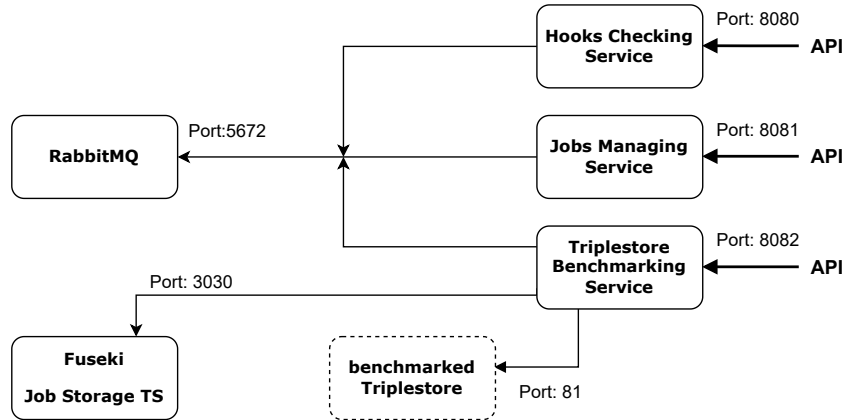 Port: 8080
Hooks Checking
Service
API
Port:5672
RabbitMQ
Port: 8081
Jobs Managing
Service
API
Port: 8082
Triplestore
Benchmarking
Service
API
Port: 3030
Fuseki
Job Storage TS
benchmarked
Triplestore
Port: 81